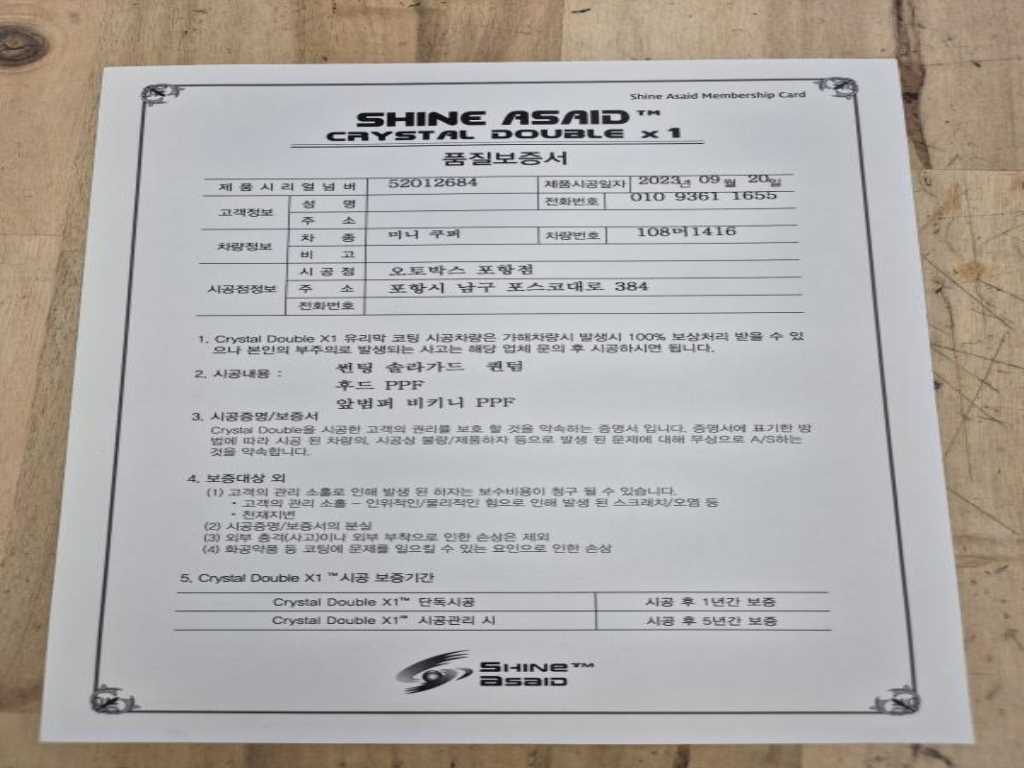 Shine Asaid Membership Card
SHINE ASAID™
CRYSTAL DOUBLE x 1
품질보증서
제품시리얼넘버 52012684 제품시공일자 2023년 09월 20일
고객정보 성 명 전화번호 010 9361 1655
주 소
차량정보 차 종 미니 쿠퍼 차량번호 108머1416
비 고
시공점정보 시 공 점 오토박스 포항점
주 소 포항시 남구 포스코대로 384
전화번호
1. Crystal Double X1 유리막 코팅 시공차량은 가해차량시 발생시 100% 보상처리 받을 수 있
으나 본인의 부주의로 발생되는 사고는 해당 업체 문의 후 시공하시면 됩니다.
2. 시공내용 : 썬팅 솔라가드 퀀텀
후드 PPF
앞범퍼 비키니 PPF
3. 시공증명/보증서
Crystal Double을 시공한 고객의 권리를 보호 할 것을 약속하는 증명서 입니다. 증명서에 표기한 방
법에 따라 시공 된 차량의, 시공상 불량/제품하자 등으로 발생 된 문제에 대해 무상으로 A/S하는
것을 약속합니다.
4. 보증대상 외
(1) 고객의 관리 소홀로 인해 발생 된 하자는 보수비용이 청구 될 수 있습니다.
• 고객의 관리 소홀 – 인위적인/물리적인 힘으로 인해 발생 된 스크래치/오염 등
• 천재지변
(2) 시공증명/보증서의 분실
(3) 외부 충격(사고)이나 외부 부착으로 인한 손상은 제외
(4) 화공약품 등 코팅에 문제를 일으킬 수 있는 요인으로 인한 손상
5. Crystal Double X1 ™시공 보증기간
Crystal Double X1™ 단독시공 시공 후 1년간 보증
Crystal Double X1™ 시공관리 시 시공 후 5년간 보증
SHINE™
ASAID